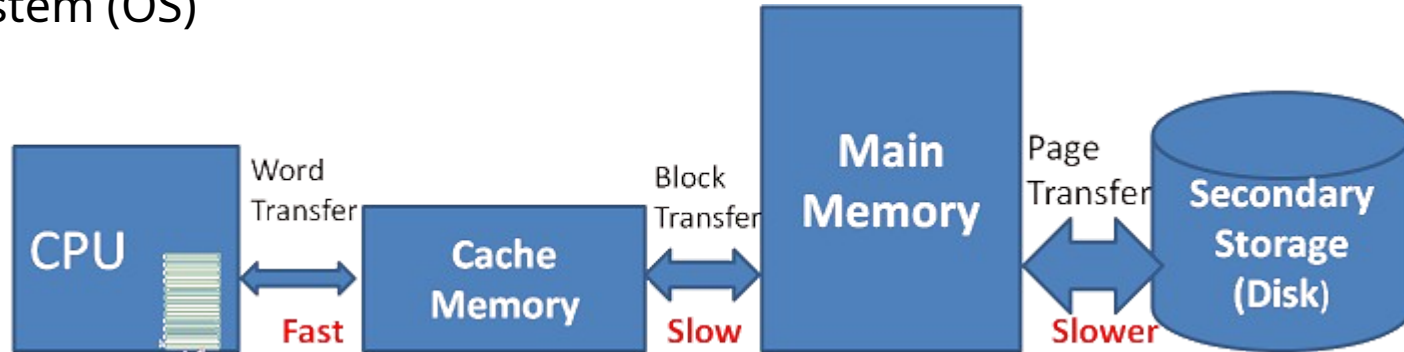 stem (OS)
CPU
Word
Transfer
Fast
Cache
Memory
Block
Transfer
Slow
Main
Memory
Page
Transfer
Slower
Secondary
Storage
(Disk)